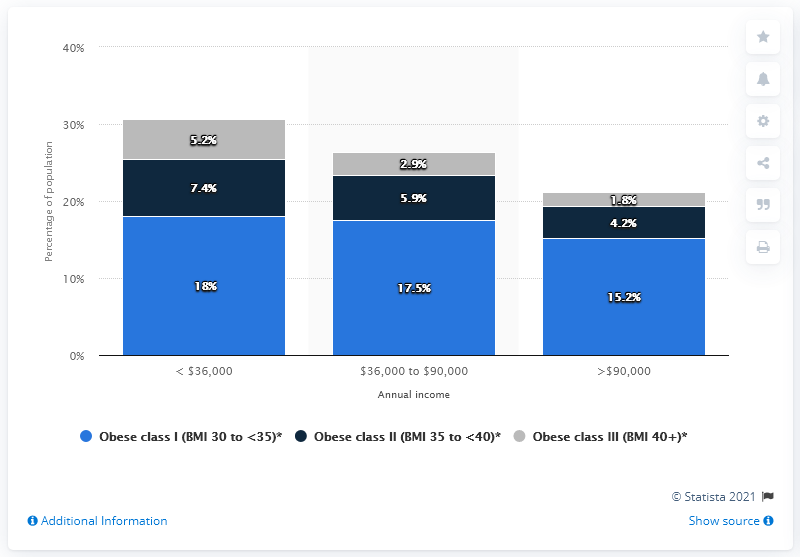 40%
30%
20%
10%
0%
Percentage of population
5.2%
7.4%
18%
2.9%
5.9%
17.5%
1.8%
4.2%
15.2%
< $36,000
$36,000 to $90,000
>$90,000
Annual income
Obese class I (BMI 30 to <35)*
Obese class II (BMI 35 to <40)*
Obese class III (BMI 40+)*
© Statista 2021
Additional Information
Show source